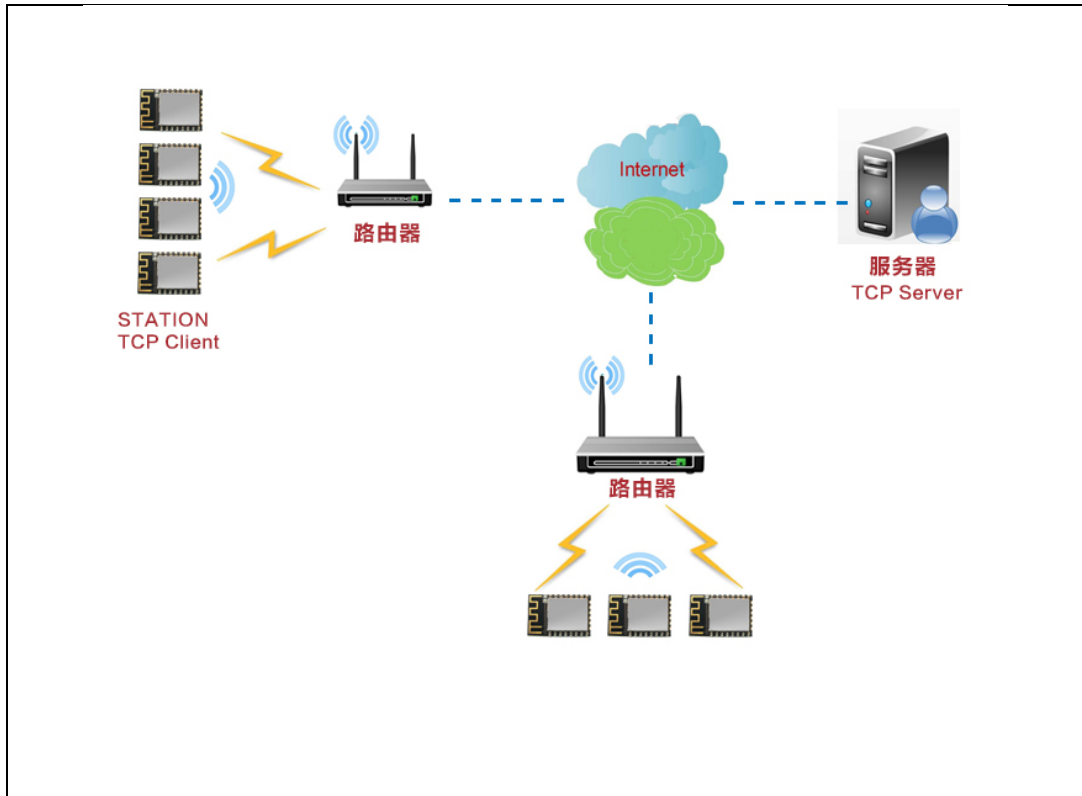 Internet
路由器
服务器
TCP Server
STATION
TCP Client
路由器